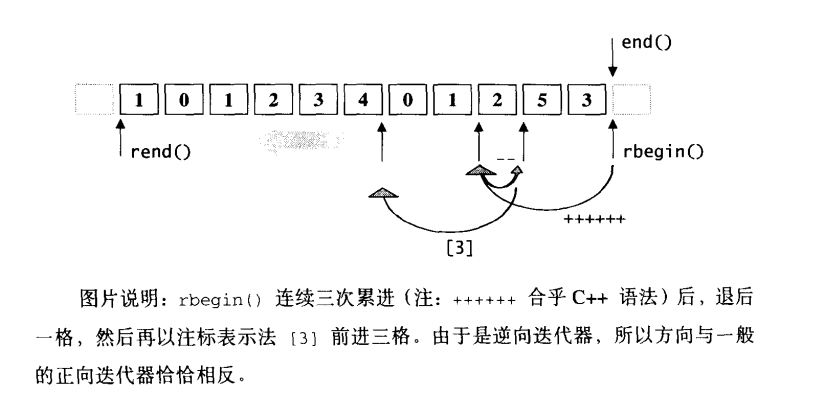 end()
1 0 1 2 3 4 0 1 2 5 3
rend()
--
rbegin()
++++++
[3]
图片说明：rbegin() 连续三次累进（注：++++++ 合乎 C++ 语法）后，退后
一格，然后再以注标表示法 [3] 前进三格。由于是逆向迭代器，所以方向与一般
的正向迭代器恰恰相反。